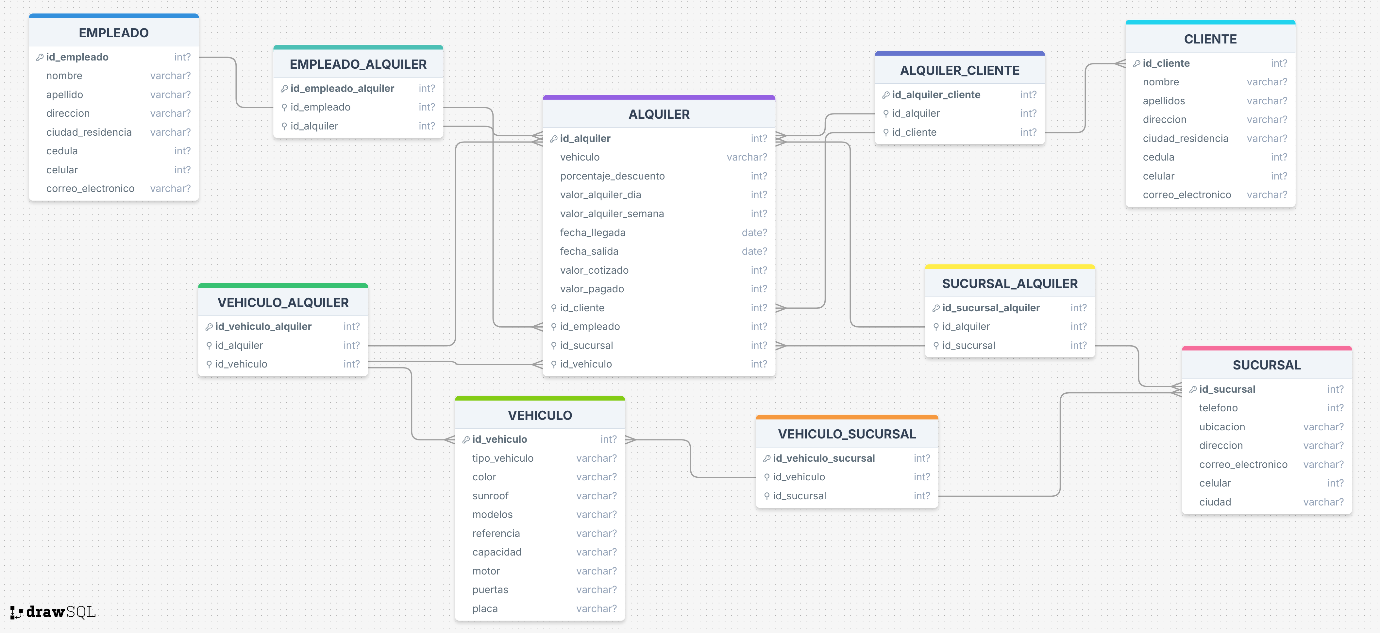 EMPLEADO
id_empleado int?
nombre varchar?
apellido varchar?
direccion varchar?
ciudad_residencia varchar?
cedula int?
celular int?
correo_electronico varchar?
EMPLEADO_ALQUILER
id_empleado_alquiler int?
id_empleado int?
id_alquiler int?
ALQUILER
id_alquiler int?
vehiculo varchar?
porcentaje_descuento int?
valor_alquiler_dia int?
valor_alquiler_semana int?
fecha_llegada date?
fecha_salida date?
valor_cotizado int?
valor_pagado int?
id_cliente int?
id_empleado int?
id_sucursal int?
id_vehiculo int?
ALQUILER_CLIENTE
id_alquiler_cliente int?
id_alquiler int?
id_cliente int?
CLIENTE
id_cliente int?
nombre varchar?
apellidos varchar?
direccion varchar?
ciudad_residencia varchar?
cedula int?
celular int?
correo_electronico varchar?
VEHICULO_ALQUILER
id_vehiculo_alquiler int?
id_alquiler int?
id_vehiculo int?
SUCURSAL_ALQUILER
id_sucursal_alquiler int?
id_alquiler int?
id_sucursal int?
VEHICULO
id_vehiculo int?
tipo_vehiculo varchar?
color varchar?
sunroof varchar?
modelos varchar?
referencia varchar?
capacidad varchar?
motor varchar?
puertas varchar?
placa varchar?
VEHICULO_SUCURSAL
id_vehiculo_sucursal int?
id_vehiculo int?
id_sucursal int?
SUCURSAL
id_sucursal int?
telefono int?
ubicacion varchar?
direccion varchar?
correo_electronico varchar?
celular int?
ciudad varchar?
drawSQL